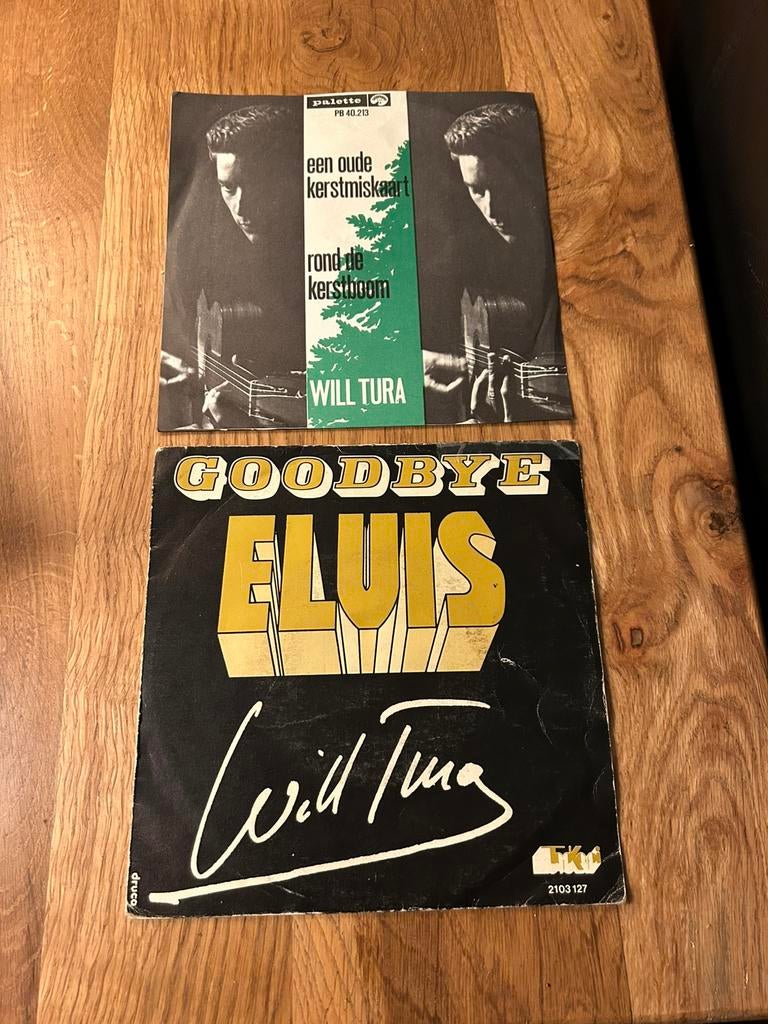 palette
PB 40.213
een oude
kerstmiskaart
rond de
kerstboom
WILL TURA
GOODBYE
ELVIS
Will Tura
druco
2103 127